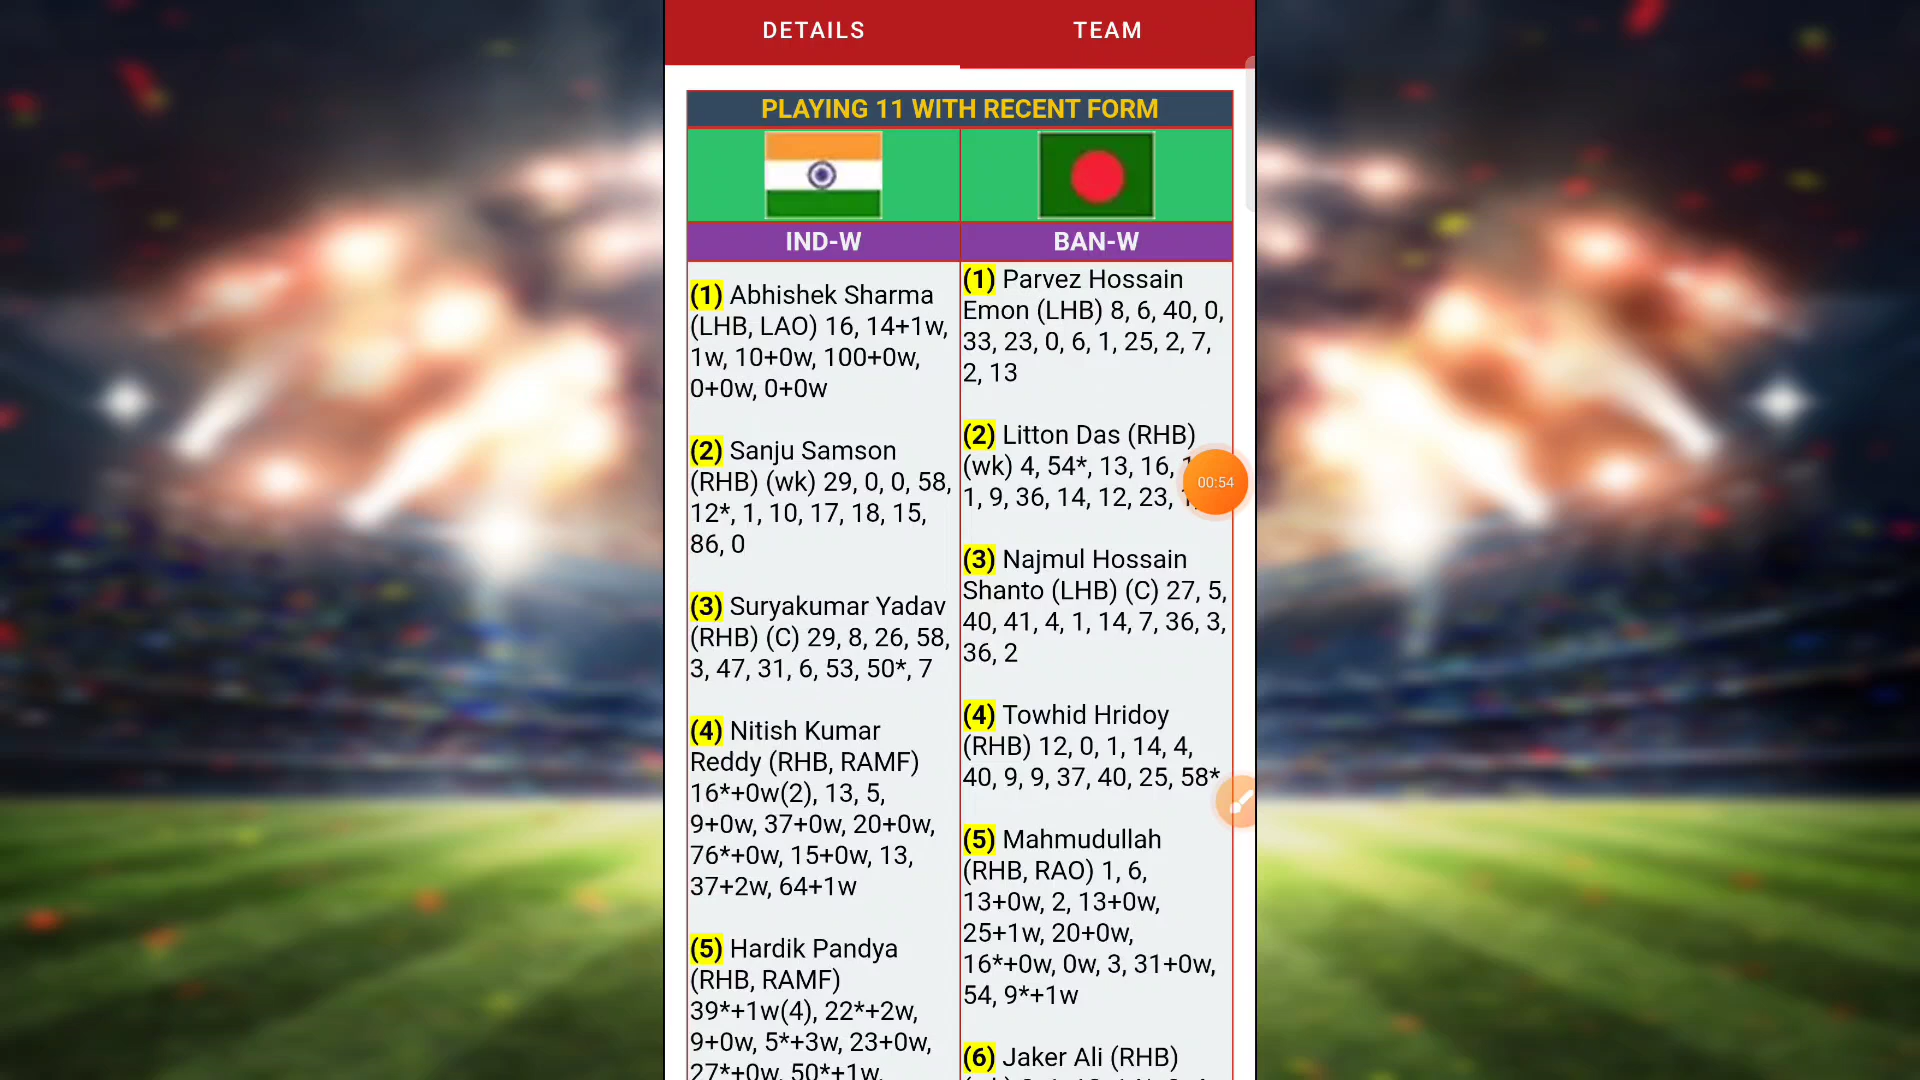 DETAILS
TEAM
PLAYING 11 WITH RECENT FORM
IND-W
BAN-W
(1) Abhishek Sharma
(LHB, LAO) 16, 14+1w,
1w, 10+0w, 100+0w,
0+0w, 0+0w
(2) Sanju Samson
(RHB) (wk) 29, 0, 0, 58,
12*, 1, 10, 17, 18, 15,
86, 0
(3) Suryakumar Yadav
(RHB) (C) 29, 8, 26, 58,
3, 47, 31, 6, 53, 50*, 7
(4) Nitish Kumar
Reddy (RHB, RAMF)
16*+0w(2), 13, 5,
9+0w, 37+0w, 20+0w,
76*+0w, 15+0w, 13,
37+2w, 64+1w
(5) Hardik Pandya
(RHB, RAMF)
39*+1w(4), 22*+2w,
9+0w, 5*+3w, 23+0w,
27*+0w, 50*+1w,
(1) Parvez Hossain
Emon (LHB) 8, 6, 40, 0,
33, 23, 0, 6, 1, 25, 2, 7,
2, 13
(2) Litton Das (RHB)
(wk) 4, 54*, 13, 16,
1, 9, 36, 14, 12, 23,
(3) Najmul Hossain
Shanto (LHB) (C) 27, 5,
40, 41, 4, 1, 14, 7, 36, 3,
36, 2
(4) Towhid Hridoy
(RHB) 12, 0, 1, 14, 4,
40, 9, 9, 37, 40, 25, 58*
(5) Mahmudullah
(RHB, RAO) 1, 6,
13+0w, 2, 13+0w,
25+1w, 20+0w,
16*+0w, 0w, 3, 31+0w,
54, 9*+1w
(6) Jaker Ali (RHB)
00:54